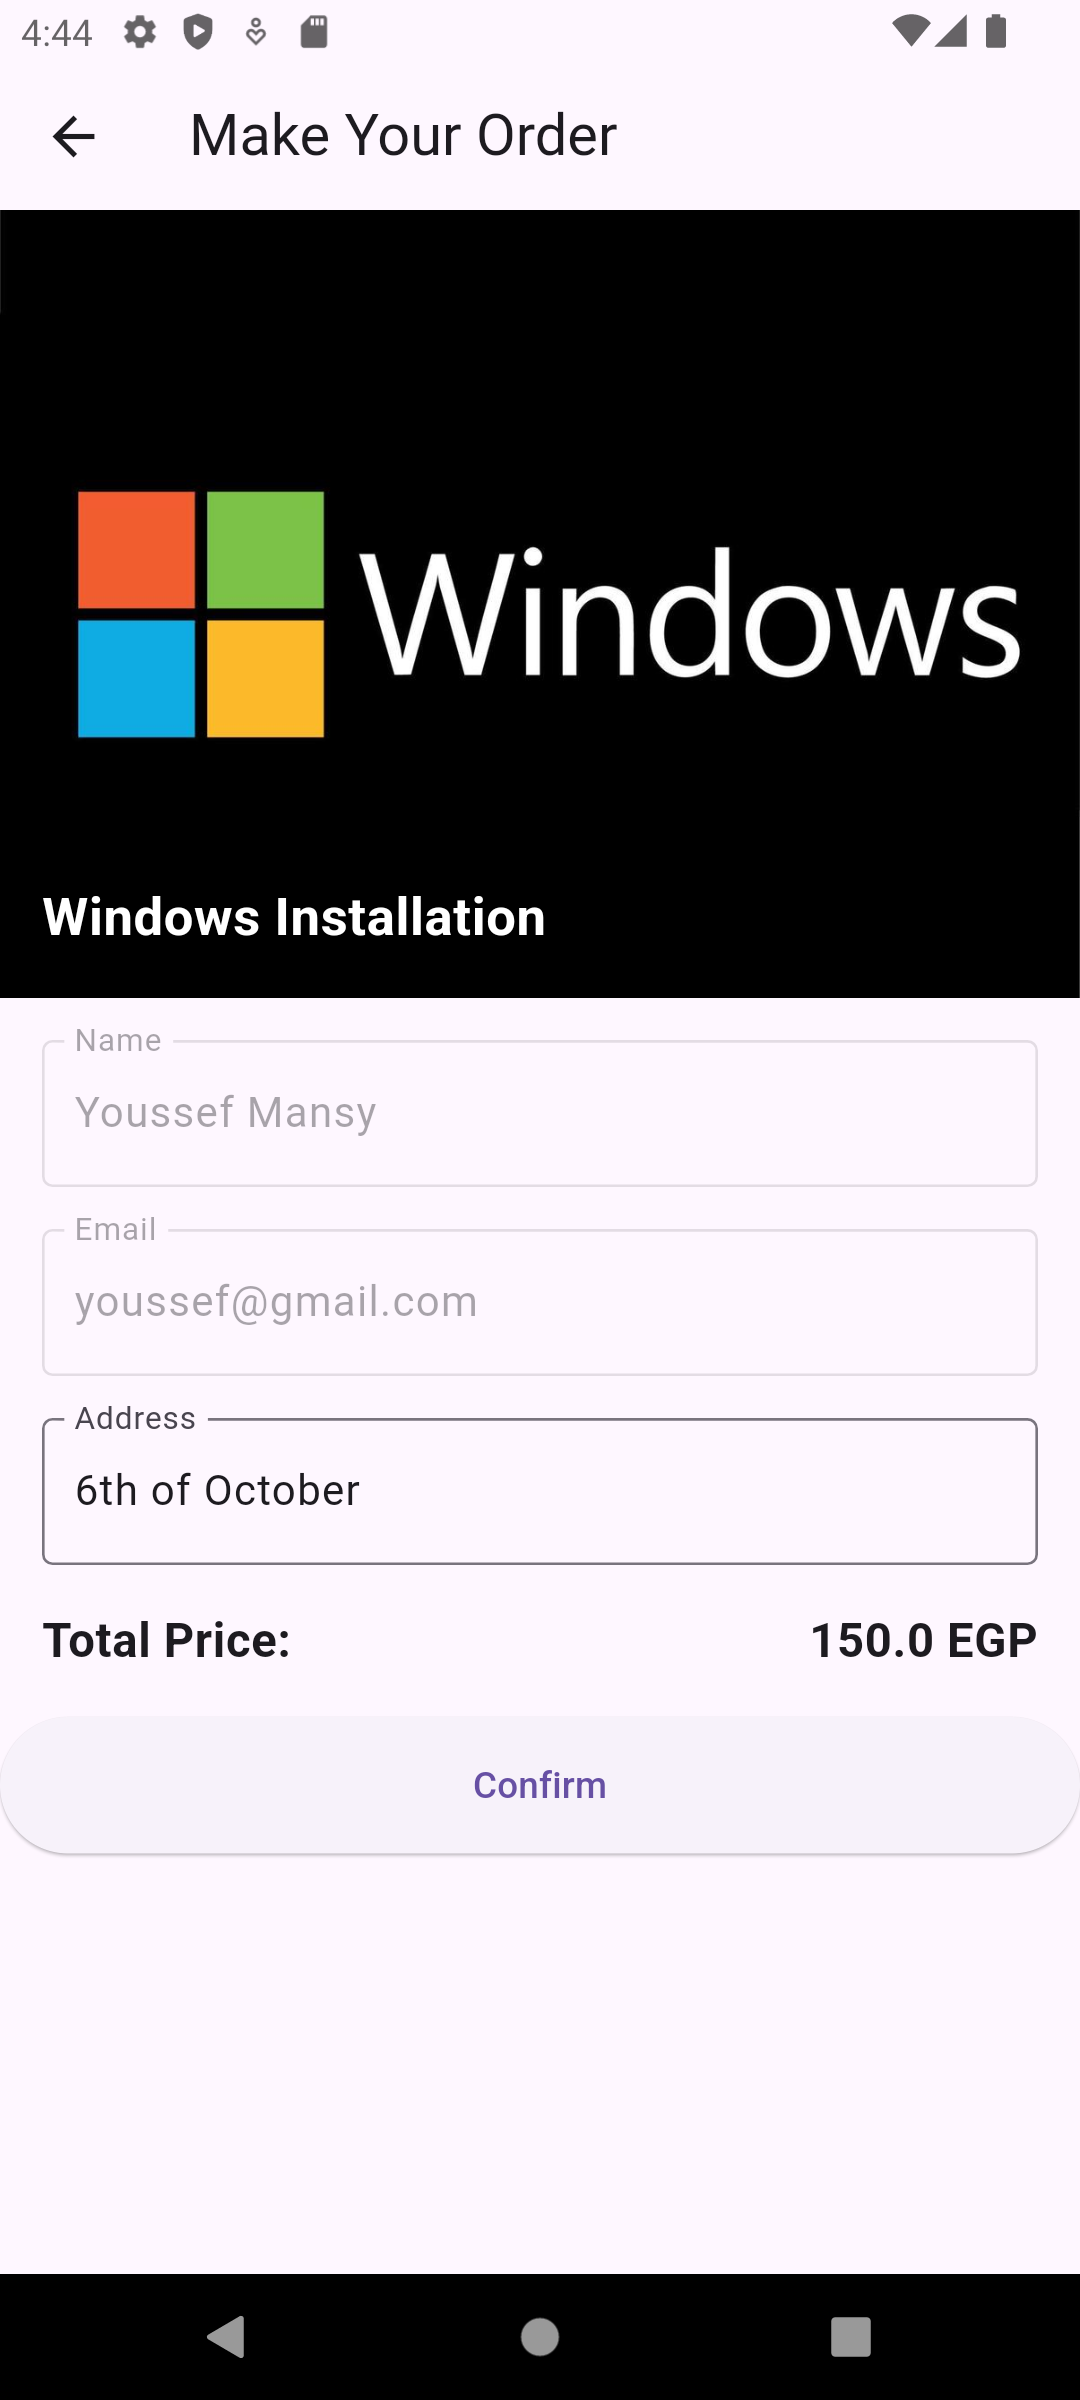 4:44
Make Your Order
Windows
Windows Installation
Name
Youssef Mansy
Email
youssef@gmail.com
Address
6th of October
Total Price: 150.0 EGP
Confirm